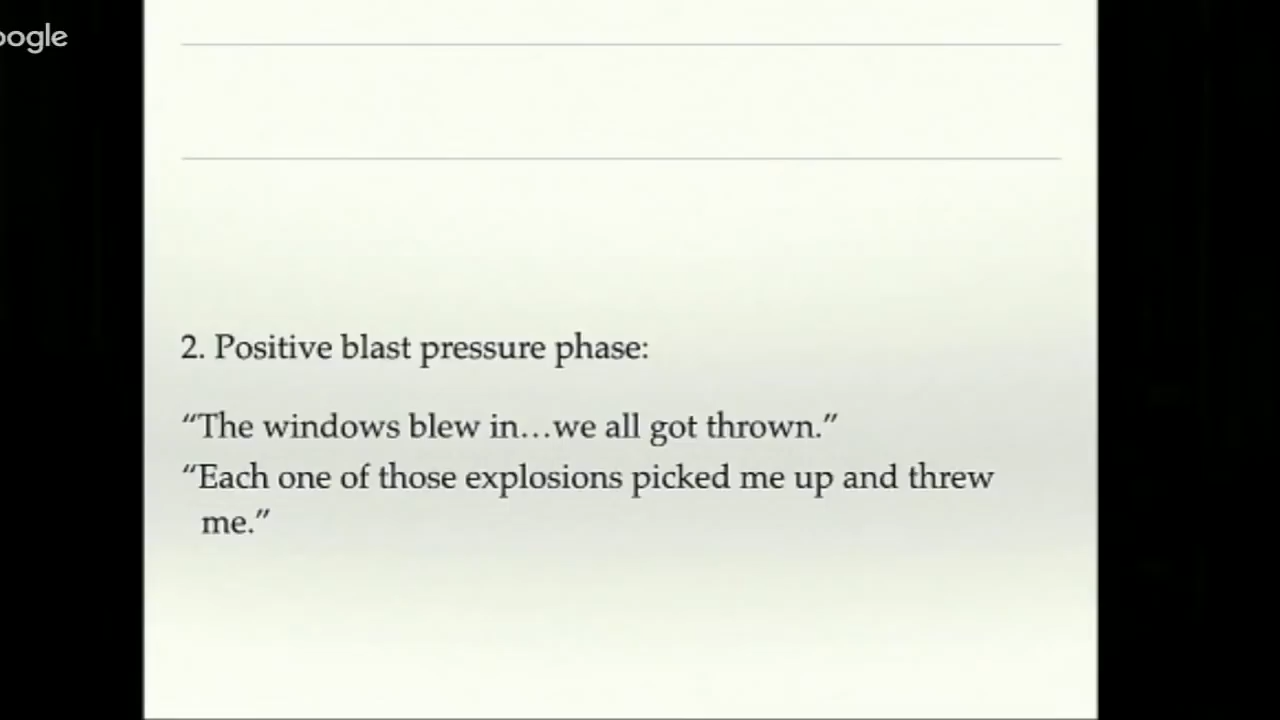 oogle
2. Positive blast pressure phase:
“The windows blew in…we all got thrown.”
“Each one of those explosions picked me up and threw
me.”